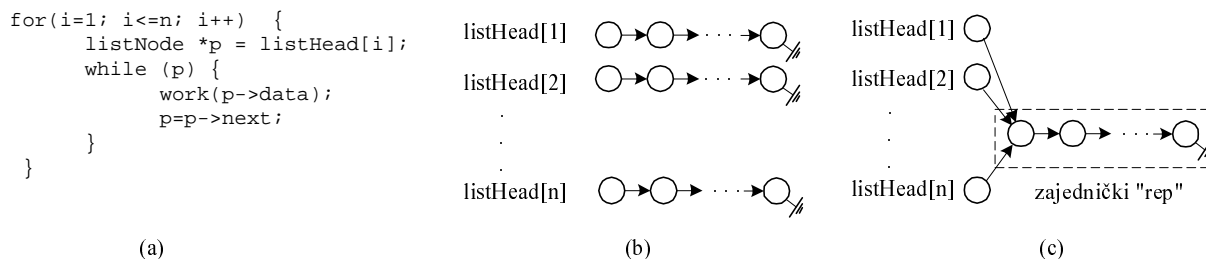 for(i=1; i<=n; i++)  {
listNode *p = listHead[i];
while (p) {
work(p->data);
p=p->next;
}
}
(a)
listHead[1]
listHead[2]
listHead[n]
(b)
listHead[1]
listHead[2]
listHead[n]
zajednički "rep"
(c)